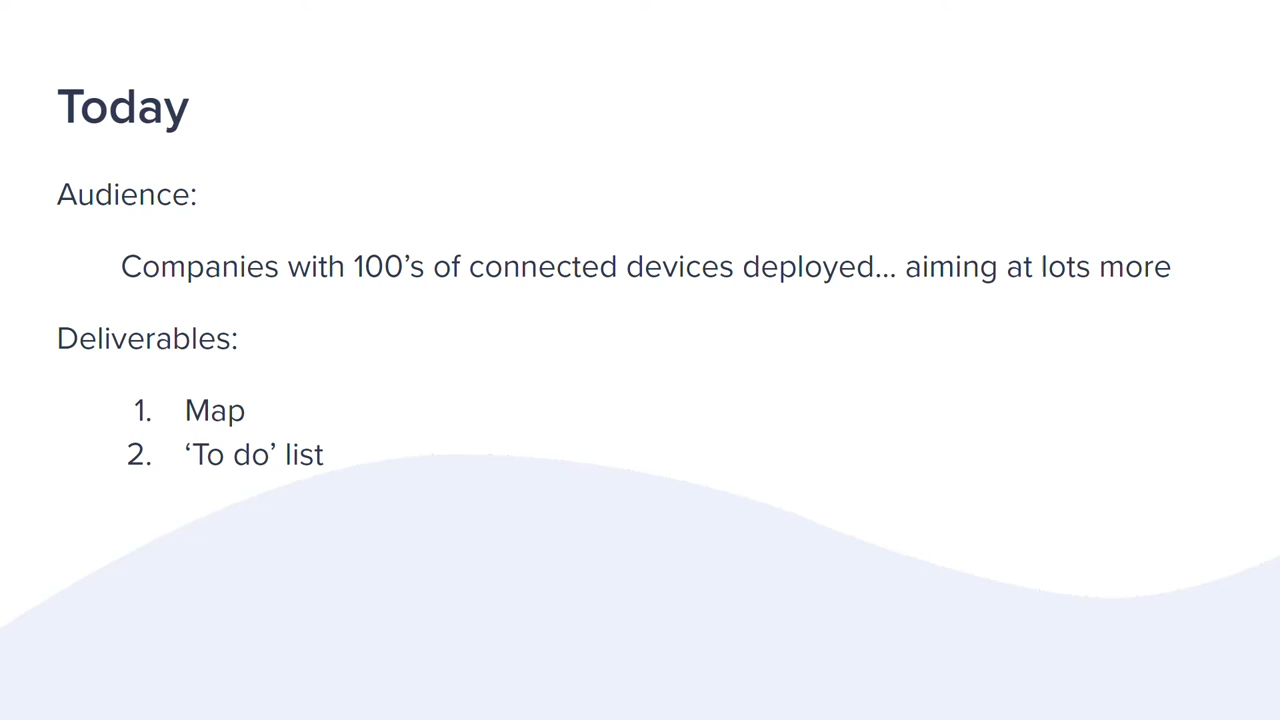 Today
Audience:
Companies with 100’s of connected devices deployed... aiming at lots more
Deliverables:
1. Map
2. ‘To do’ list